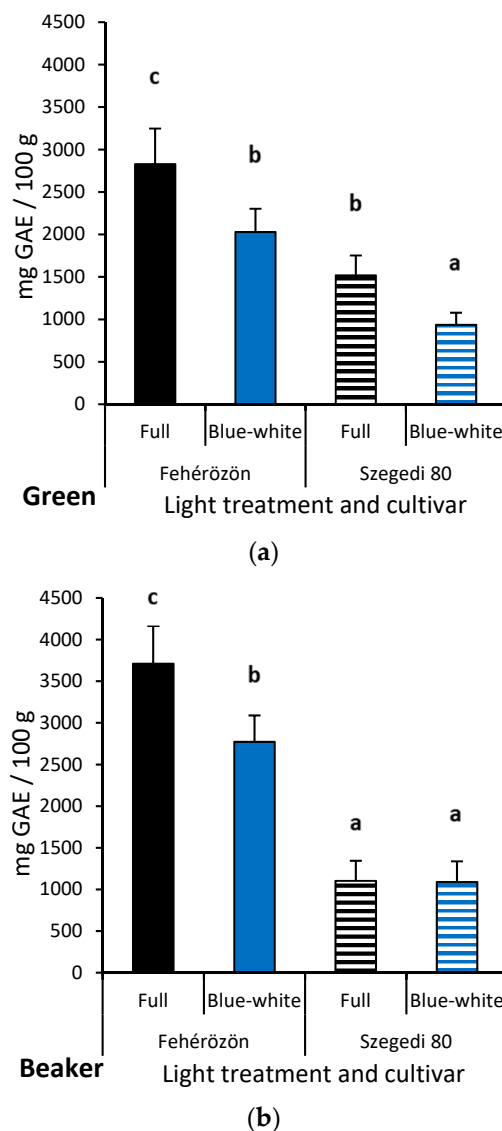 4500
4000
3500
3000
2500
2000
1500
1000
500
0
mg GAE / 100 g
c
b
b
a
Full Blue-white Full Blue-white
Fehérözön Szegedi 80
Green Light treatment and cultivar
(a)
4500
4000
3500
3000
2500
2000
1500
1000
500
0
mg GAE / 100 g
c
b
a a
Full Blue-white Full Blue-white
Fehérözön Szegedi 80
Beaker Light treatment and cultivar
(b)